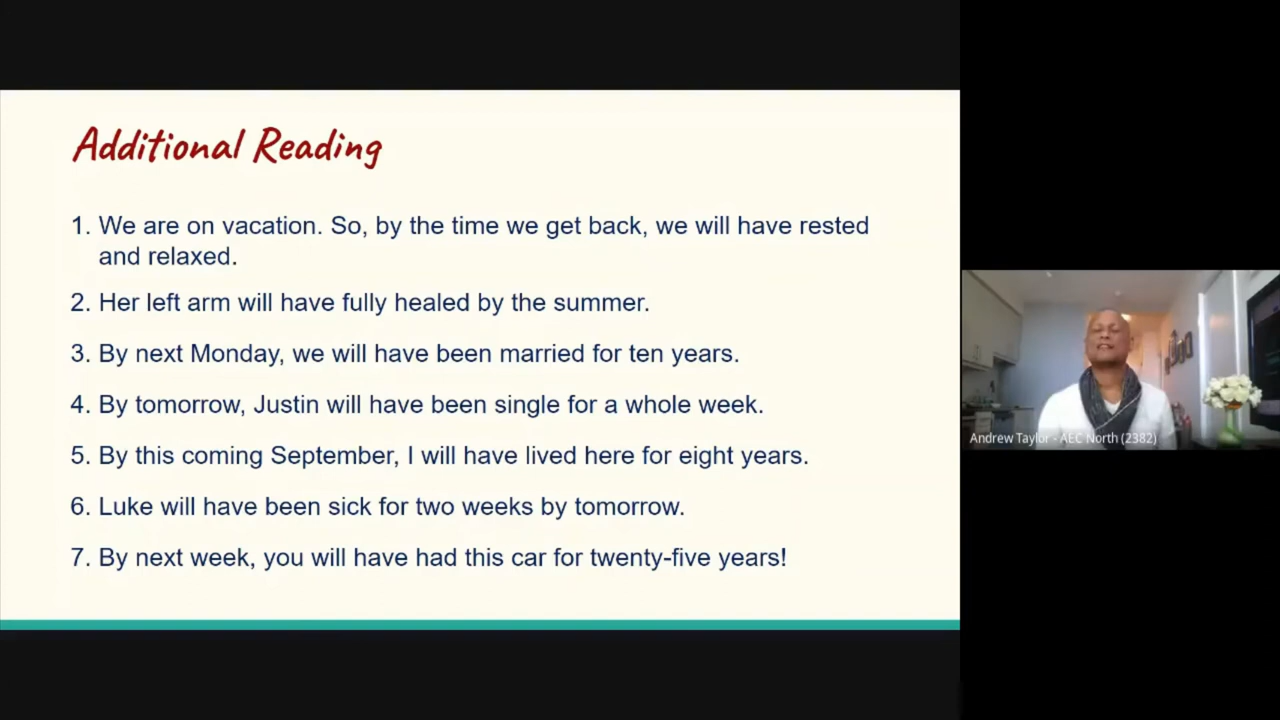 Additional Reading
1. We are on vacation. So, by the time we get back, we will have rested
and relaxed.
2. Her left arm will have fully healed by the summer.
3. By next Monday, we will have been married for ten years.
4. By tomorrow, Justin will have been single for a whole week.
5. By this coming September, I will have lived here for eight years.
6. Luke will have been sick for two weeks by tomorrow.
7. By next week, you will have had this car for twenty-five years!
Andrew Taylor - AEC North (2382)